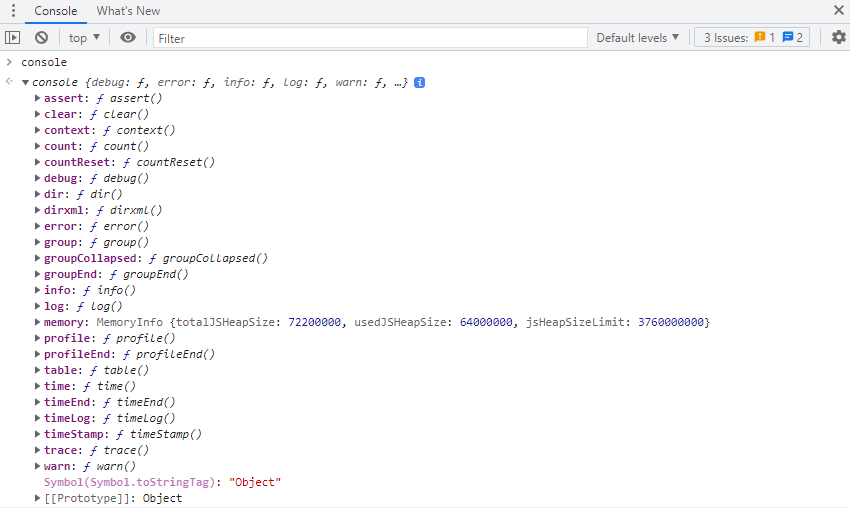 Console What's New
top Filter Default levels 3 Issues: 1 2
> console
console {debug: ƒ, error: ƒ, info: ƒ, log: ƒ, warn: ƒ, …} i
assert: ƒ assert()
clear: ƒ clear()
context: ƒ context()
count: ƒ count()
countReset: ƒ countReset()
debug: ƒ debug()
dir: ƒ dir()
dirxml: ƒ dirxml()
error: ƒ error()
group: ƒ group()
groupCollapsed: ƒ groupCollapsed()
groupEnd: ƒ groupEnd()
info: ƒ info()
log: ƒ log()
memory: MemoryInfo {totalJSHeapSize: 72200000, usedJSHeapSize: 64000000, jsHeapSizeLimit: 3760000000}
profile: ƒ profile()
profileEnd: ƒ profileEnd()
table: ƒ table()
time: ƒ time()
timeEnd: ƒ timeEnd()
timeLog: ƒ timeLog()
timeStamp: ƒ timeStamp()
trace: ƒ trace()
warn: ƒ warn()
Symbol(Symbol.toStringTag): "Object"
[[Prototype]]: Object